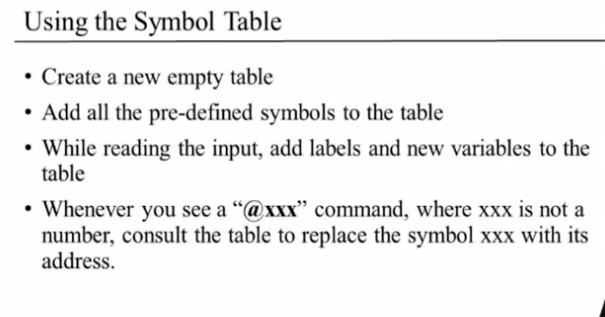 Using the Symbol Table
• Create a new empty table
• Add all the pre-defined symbols to the table
• While reading the input, add labels and new variables to the
table
• Whenever you see a “@xxx” command, where xxx is not a
number, consult the table to replace the symbol xxx with its
address.